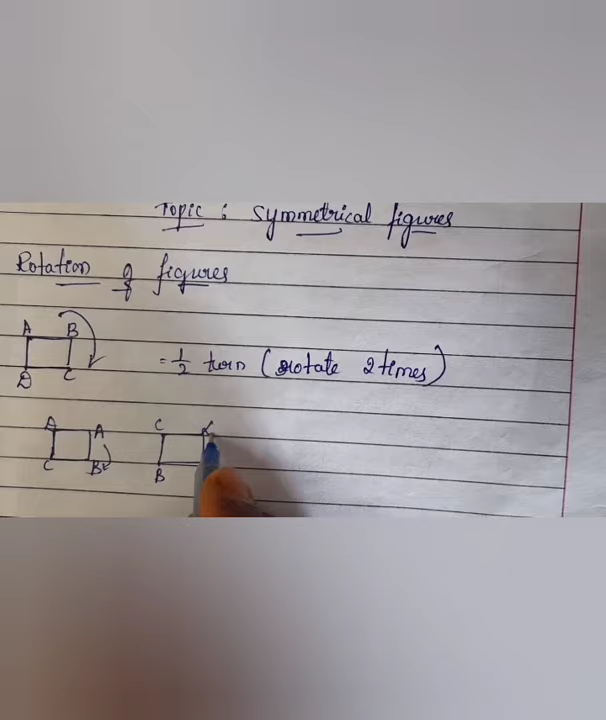 Topic : Symmetrical figures
Rotation of figures
A B
= 1/2 turn (rotate 2 times)
D C
A C
C B B